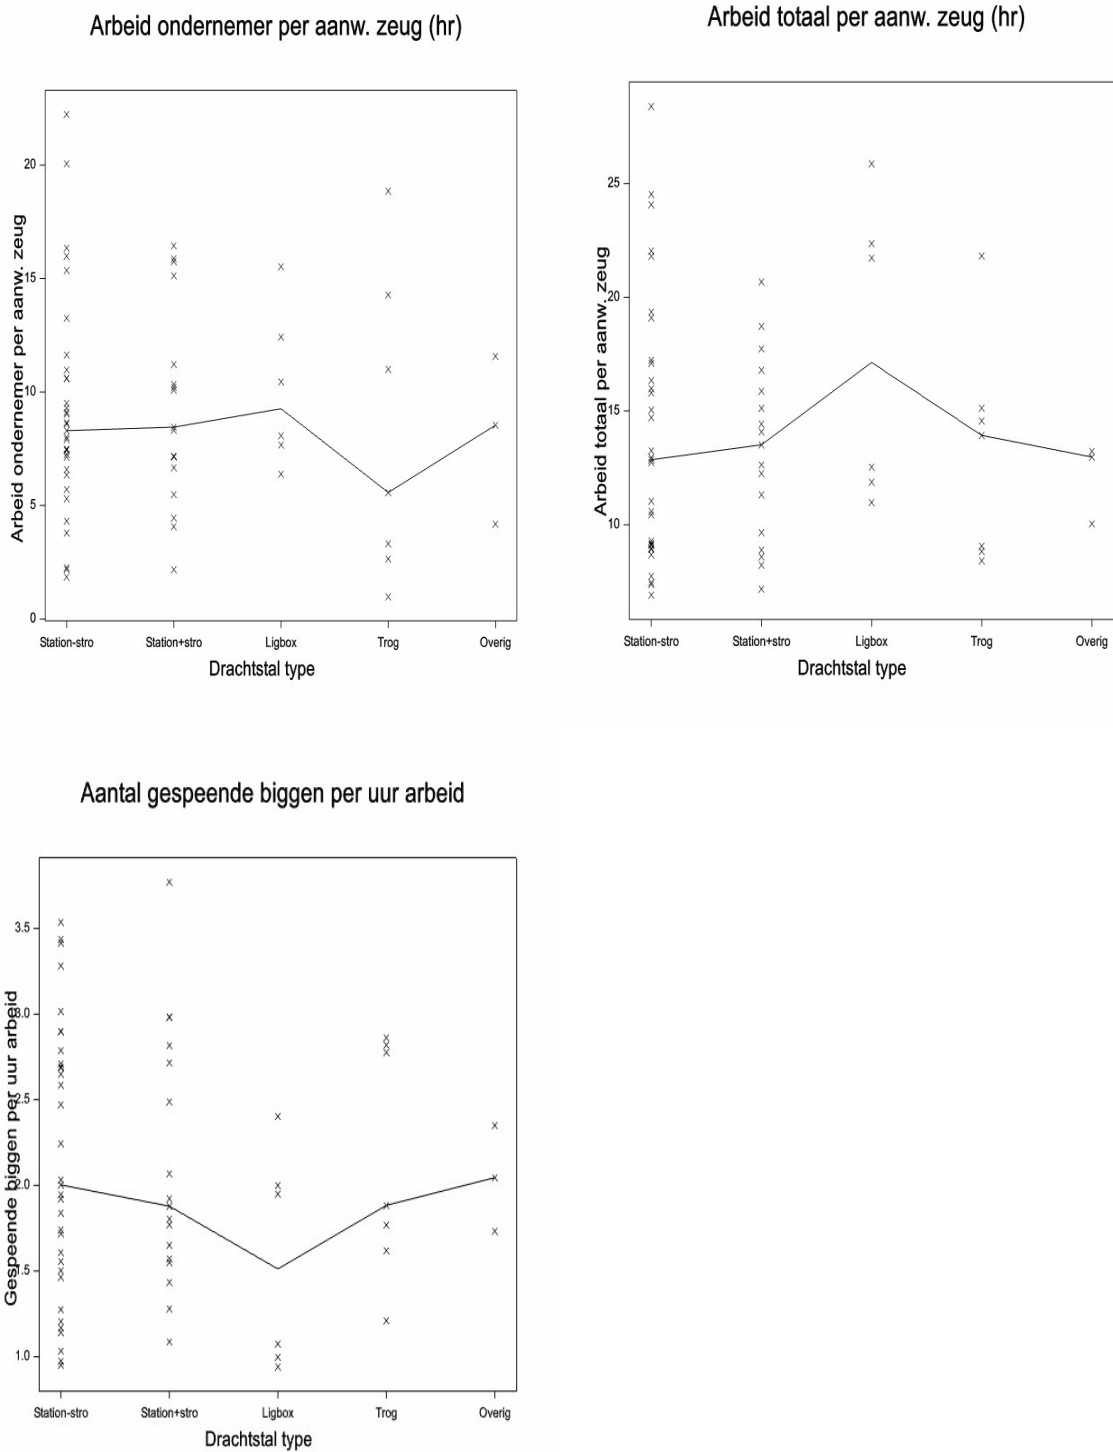 Arbeid ondernemer per aanw. zeug (hr)
Arbeid ondernemer per aanw. zeug
20
15
10
5
0
Station-stro Station+stro Ligbox Trog Overig
Drachtstal type
Arbeid totaal per aanw. zeug (hr)
Arbeid totaal per aanw. zeug
25
20
15
10
Station-stro Station+stro Ligbox Trog Overig
Drachtstal type
Aantal gespeende biggen per uur arbeid
Gespeende biggen per uur arbeid
3.5
3.0
2.5
2.0
1.5
1.0
Station-stro Station+stro Ligbox Trog Overig
Drachtstal type